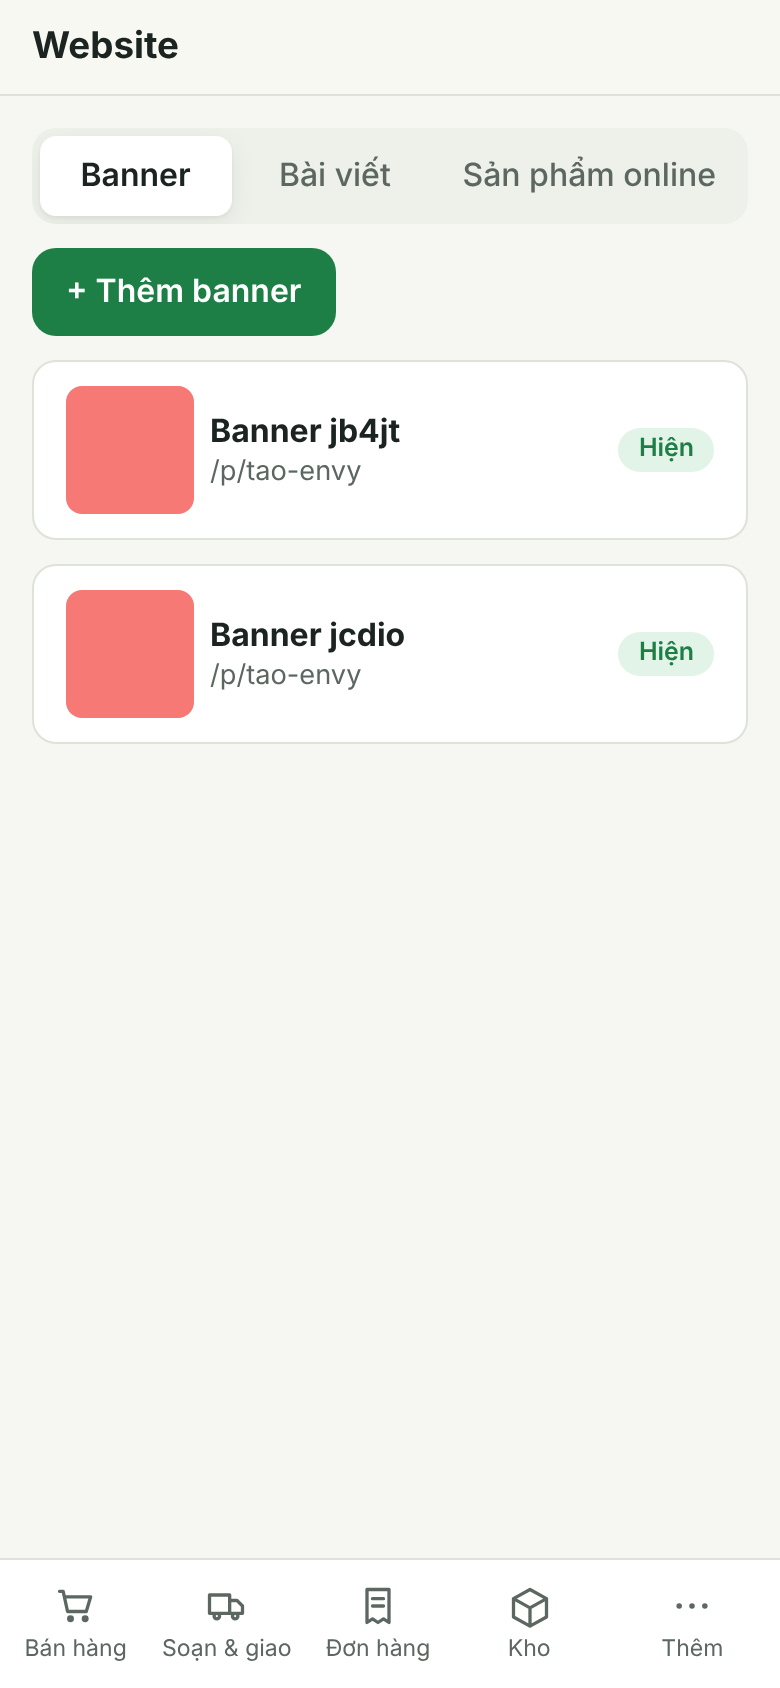 Website
Banner
Bài viết
Sản phẩm online
+ Thêm banner
Banner jb4jt
/p/tao-envy
Hiện
Banner jcdio
/p/tao-envy
Hiện
Bán hàng
Soạn & giao
Đơn hàng
Kho
Thêm